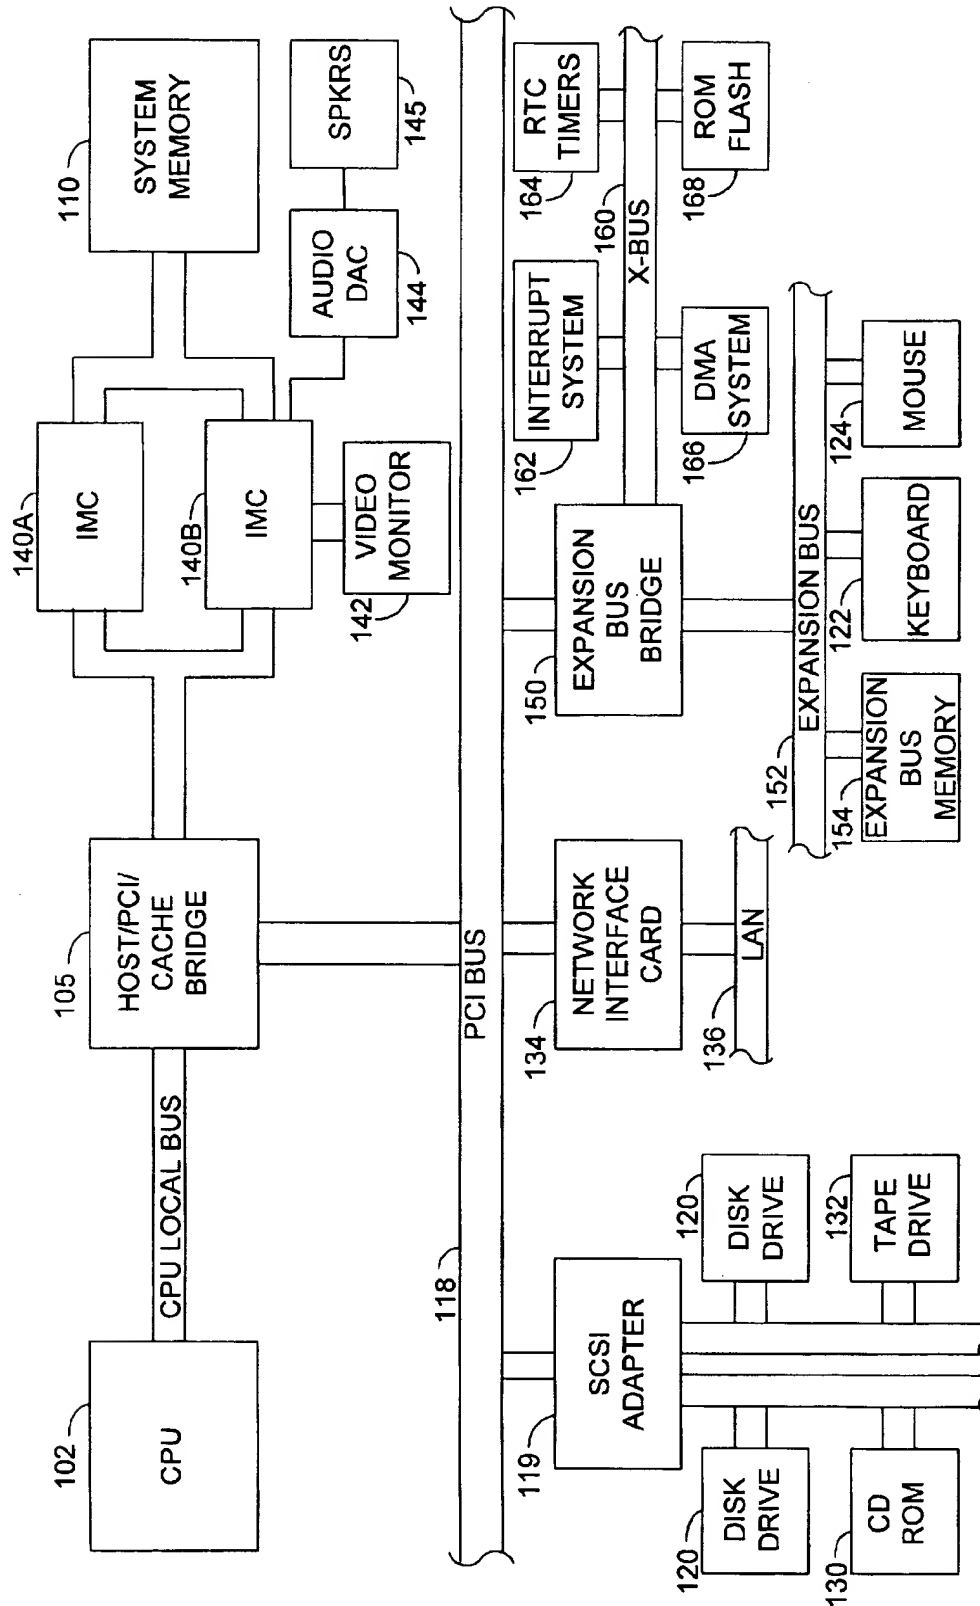 102
CPU
CPU LOCAL BUS
105
HOST/PCI/
CACHE
BRIDGE
140A
IMC
140B
IMC
110
SYSTEM
MEMORY
142
VIDEO
MONITOR
AUDIO
DAC
144
SPKRS
145
118
PCI BUS
119
SCSI
ADAPTER
120
DISK
DRIVE
120
DISK
DRIVE
130
CD
ROM
132
TAPE
DRIVE
134
NETWORK
INTERFACE
CARD
136
LAN
150
EXPANSION
BUS
BRIDGE
162
INTERRUPT
SYSTEM
164
RTC
TIMERS
160
X-BUS
166
DMA
SYSTEM
168
ROM
FLASH
152
EXPANSION BUS
154
EXPANSION
BUS
MEMORY
122
KEYBOARD
124
MOUSE